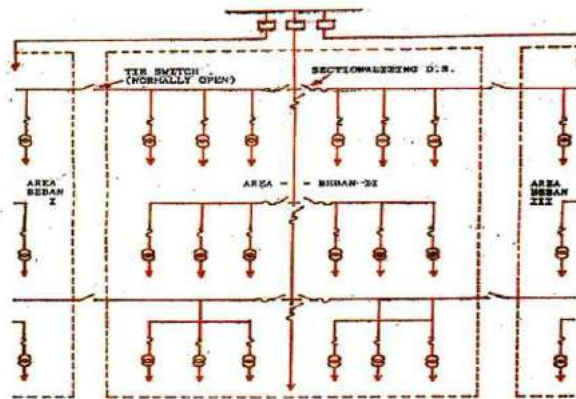 TIE SWITCH
(NORMALLY OPEN)
SECTIONALIZING D.S.
AREA
BEBAN
I
AREA - - BEBAN II
AREA
BEBAN
III